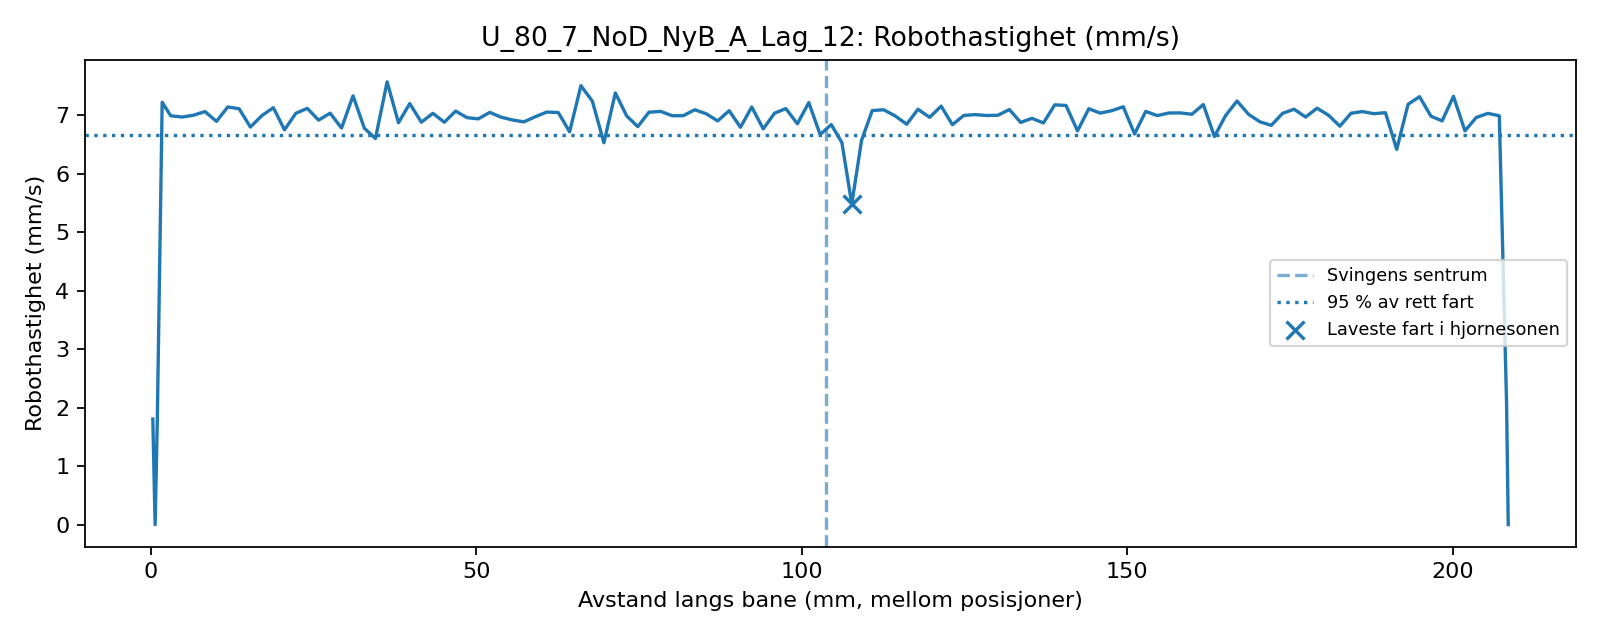 U_80_7_NoD_NyB_A_Lag_12: Robothastighet (mm/s)
Robothastighet (mm/s)
7
6
5
4
3
2
1
0
Svingens sentrum
95 % av rett fart
Laveste fart i hjornesonen
0
50
100
150
200
Avstand langs bane (mm, mellom posisjoner)